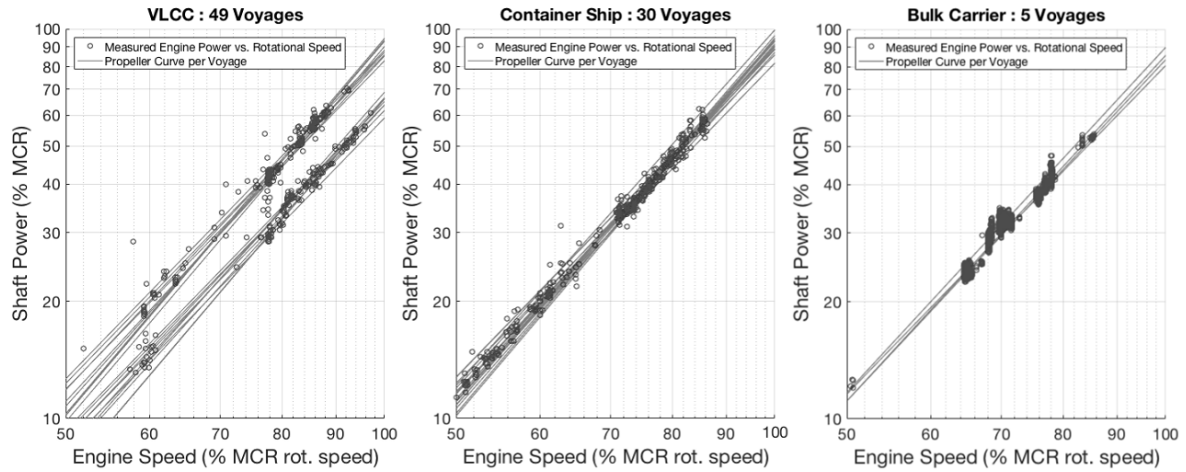 VLCC : 49 Voyages
Measured Engine Power vs. Rotational Speed
Propeller Curve per Voyage
100
90
80
70
60
50
40
30
20
10
Shaft Power (% MCR)
50 60 70 80 90 100
Engine Speed (% MCR rot. speed)
Container Ship : 30 Voyages
Measured Engine Power vs. Rotational Speed
Propeller Curve per Voyage
100
90
80
70
60
50
40
30
20
10
Shaft Power (% MCR)
50 60 70 80 90 100
Engine Speed (% MCR rot. speed)
Bulk Carrier : 5 Voyages
Measured Engine Power vs. Rotational Speed
Propeller Curve per Voyage
100
90
80
70
60
50
40
30
20
10
Shaft Power (% MCR)
50 60 70 80 90 100
Engine Speed (% MCR rot. speed)